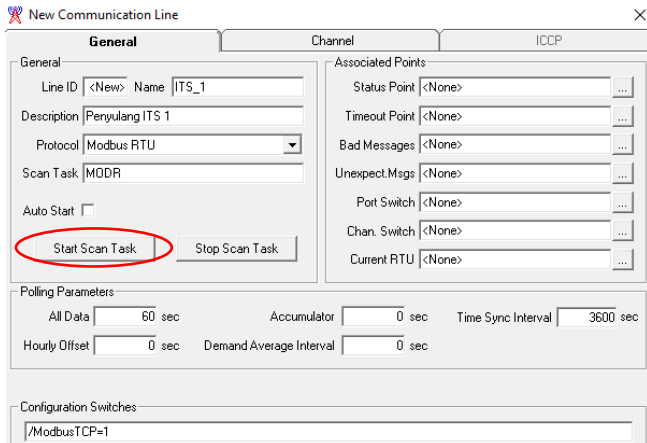 New Communication Line
General Channel ICCP
General
Line ID <New> Name ITS_1
Description Penyulang ITS 1
Protocol Modbus RTU
Scan Task MODR
Auto Start
Start Scan Task Stop Scan Task
Associated Points
Status Point <None> ...
Timeout Point <None> ...
Bad Messages <None> ...
Unexpect.Msgs <None> ...
Port Switch <None> ...
Chan. Switch <None> ...
Current RTU <None> ...
Polling Parameters
All Data 60 sec Accumulator 0 sec Time Sync Interval 3600 sec
Hourly Offset 0 sec Demand Average Interval 0 sec
Configuration Switches
/ModbusTCP=1